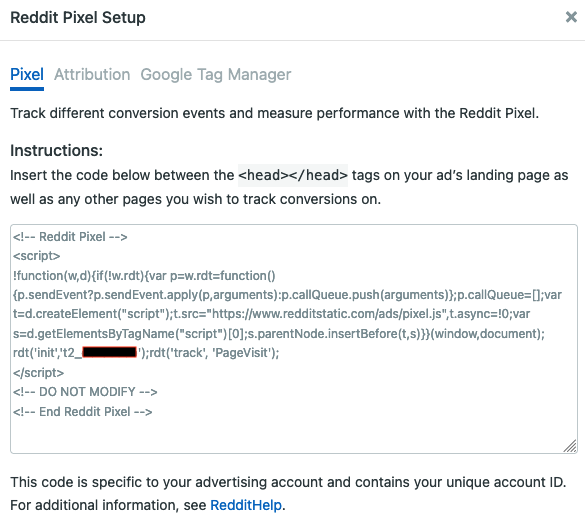 Reddit Pixel Setup
Pixel Attribution Google Tag Manager
Track different conversion events and measure performance with the Reddit Pixel.
Instructions:
Insert the code below between the <head></head> tags on your ad's landing page as
well as any other pages you wish to track conversions on.
<!-- Reddit Pixel -->
<script>
!function(w,d){if(!w.rdt){var p=w.rdt=function()
{p.sendEvent?p.sendEvent.apply(p,arguments):p.callQueue.push(arguments)};p.callQueue=[];var
t=d.createElement("script");t.src="https://www.redditstatic.com/ads/pixel.js",t.async=!0;var
s=d.getElementsByTagName("script")[0];s.parentNode.insertBefore(t,s)}}(window,document);
rdt('init','t2_ ');rdt('track', 'PageVisit');
</script>
<!-- DO NOT MODIFY -->
<!-- End Reddit Pixel -->
This code is specific to your advertising account and contains your unique account ID.
For additional information, see RedditHelp.